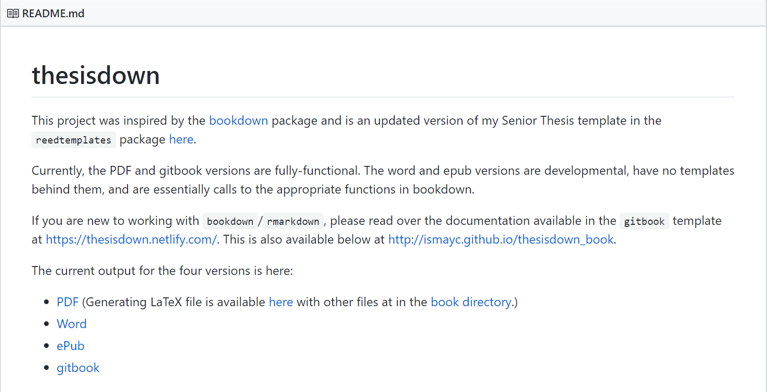 README.md
thesisdown
This project was inspired by the bookdown package and is an updated version of my Senior Thesis template in the
reedtemplates package here.
Currently, the PDF and gitbook versions are fully-functional. The word and epub versions are developmental, have no templates
behind them, and are essentially calls to the appropriate functions in bookdown.
If you are new to working with bookdown / rmarkdown , please read over the documentation available in the gitbook template
at https://thesisdown.netlify.com/. This is also available below at http://ismayc.github.io/thesisdown_book.
The current output for the four versions is here:
• PDF (Generating LaTeX file is available here with other files at in the book directory.)
• Word
• ePub
• gitbook